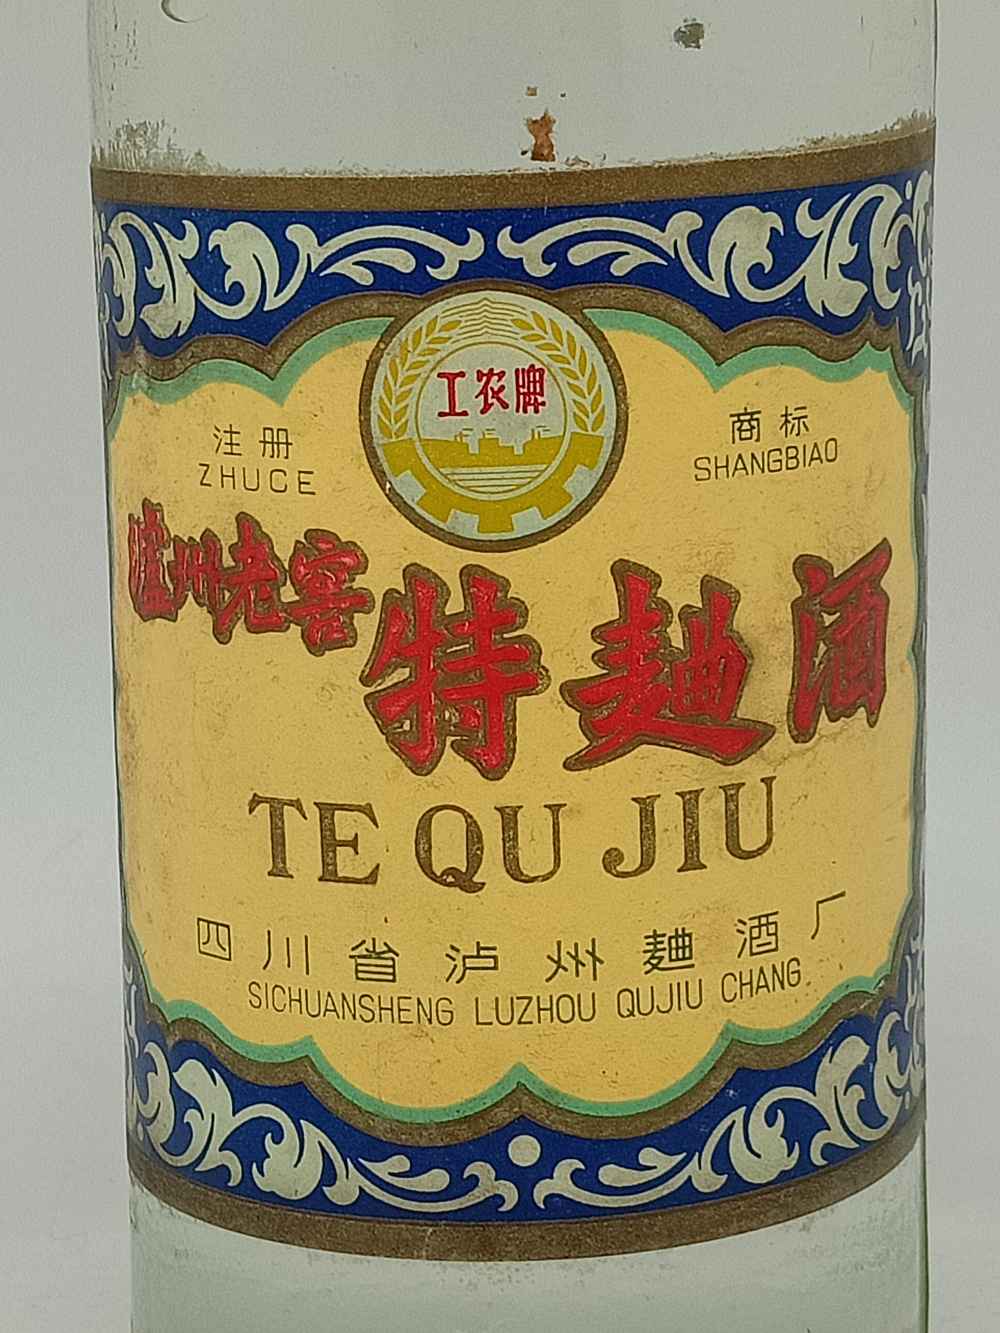 工农牌
注册
ZHUCE
商标
SHANGBIAO
泸州老窖
特麯酒
TE QU JIU
四川省泸州麯酒厂
SICHUANSHENG LUZHOU QUJIU CHANG